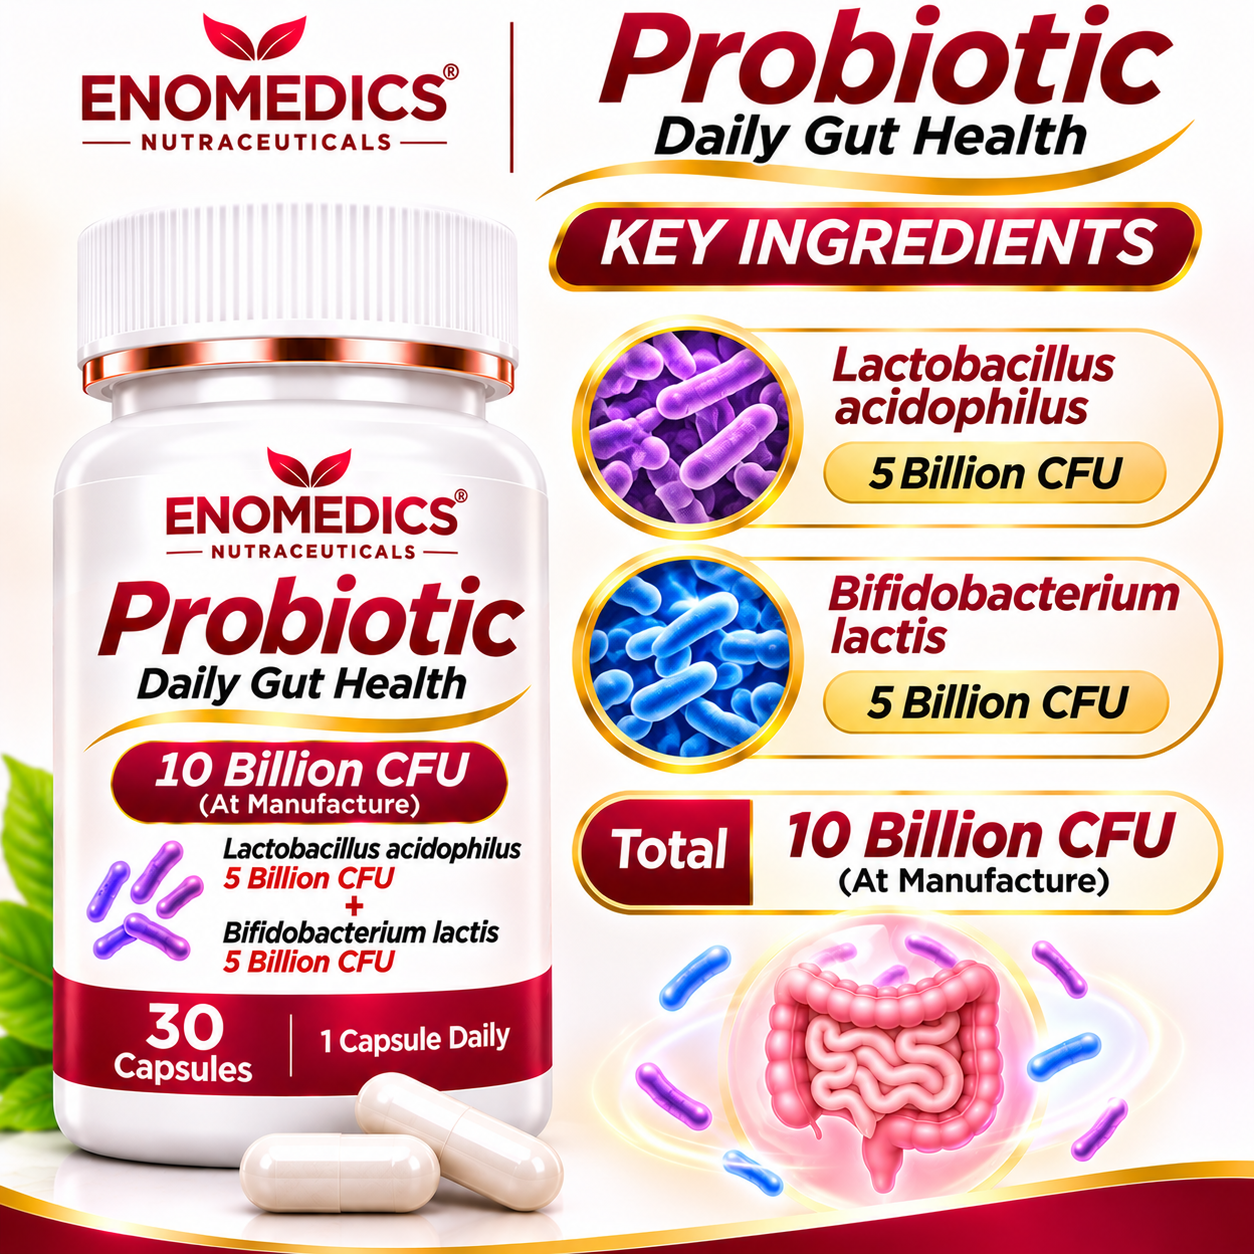 ENOMEDICS®
NUTRACEUTICALS
Probiotic
Daily Gut Health
KEY INGREDIENTS
Lactobacillus
acidophilus
5 Billion CFU
Bifidobacterium
lactis
5 Billion CFU
Total
10 Billion CFU
(At Manufacture)
ENOMEDICS®
NUTRACEUTICALS
Probiotic
Daily Gut Health
10 Billion CFU
(At Manufacture)
Lactobacillus acidophilus
5 Billion CFU
+
Bifidobacterium lactis
5 Billion CFU
30
Capsules
1 Capsule Daily